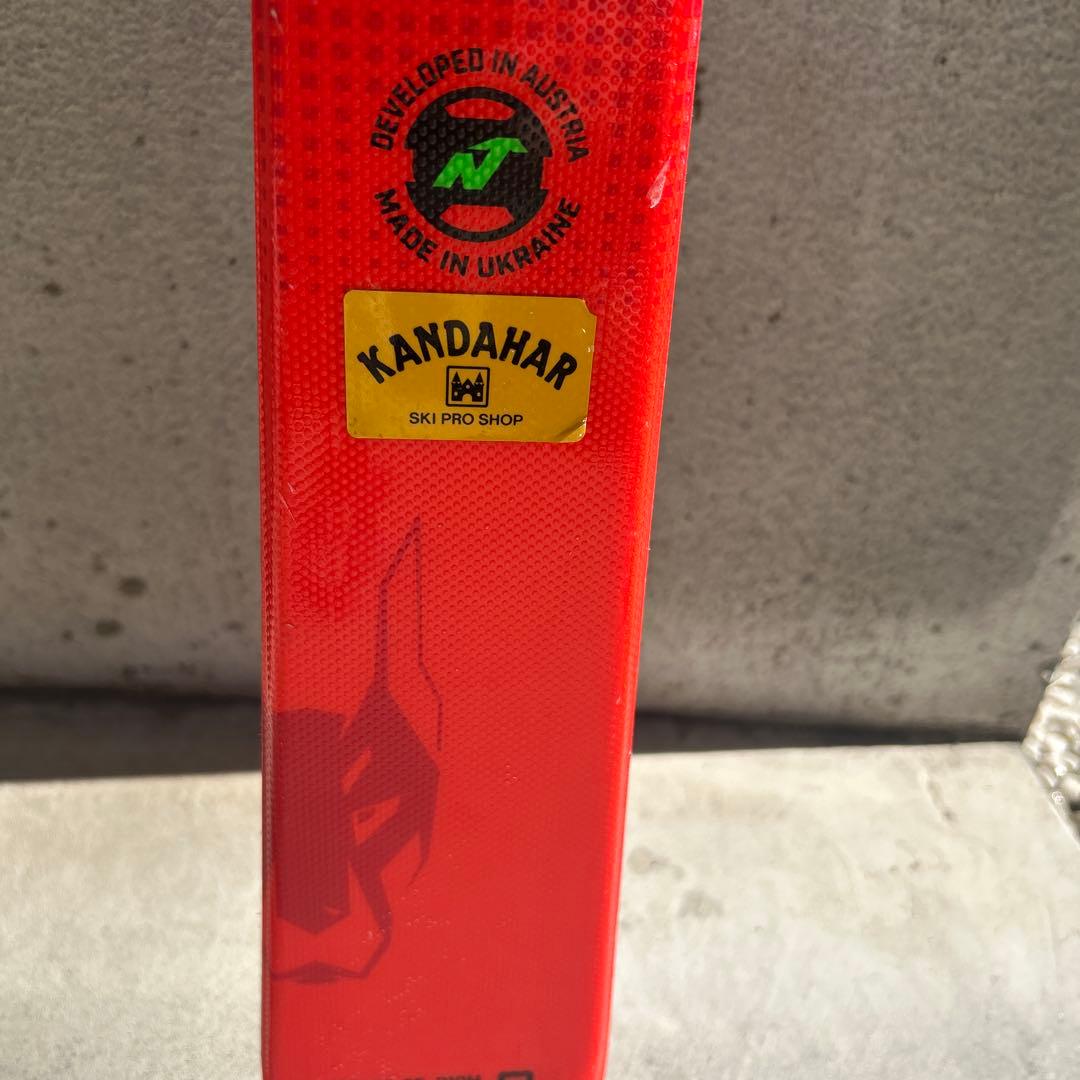 DEVELOPED IN AUSTRIA
N
MADE IN UKRAINE
KANDAHAR
SKI PRO SHOP